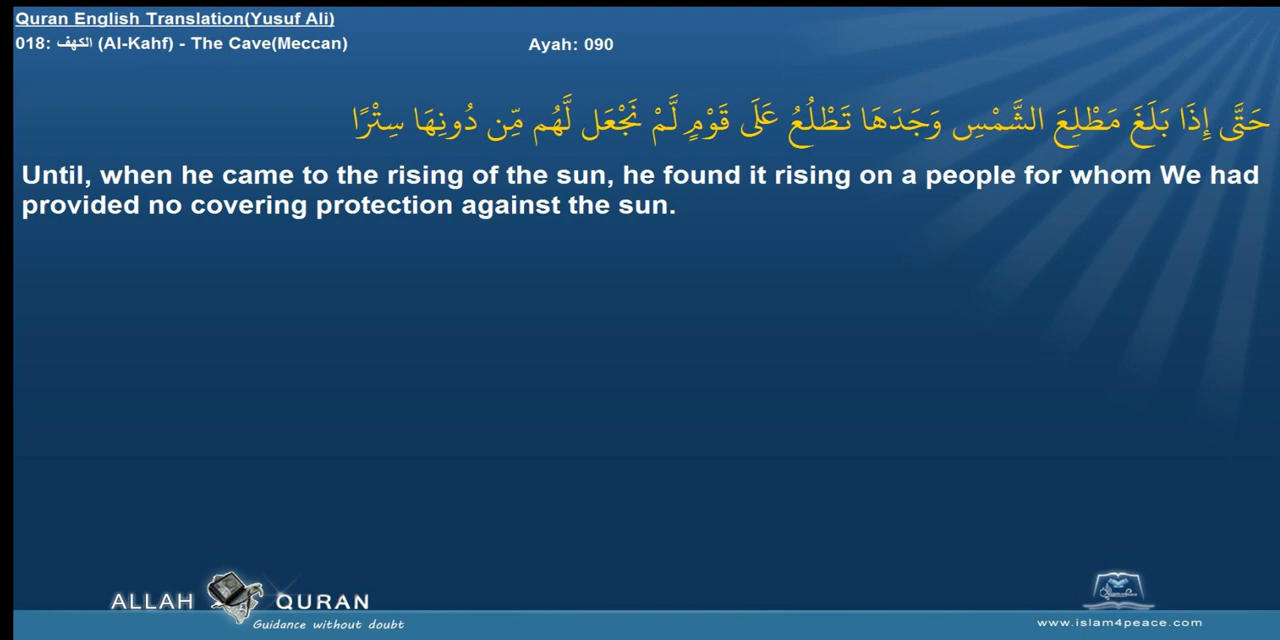 Quran English Translation(Yusuf Ali)
018: الكهف (Al-Kahf) - The Cave(Meccan) Ayah: 090
حَتَّى إِذَا بَلَغَ مَطْلِعَ الشَّمْسِ وَجَدَهَا تَطْلُعُ عَلَى قَوْمٍ لَّمْ نَجْعَل لَّهُم مِّن دُونِهَا سِتْرًا
Until, when he came to the rising of the sun, he found it rising on a people for whom We had
provided no covering protection against the sun.
ALLAH QURAN
Guidance without doubt
www.islam4peace.com